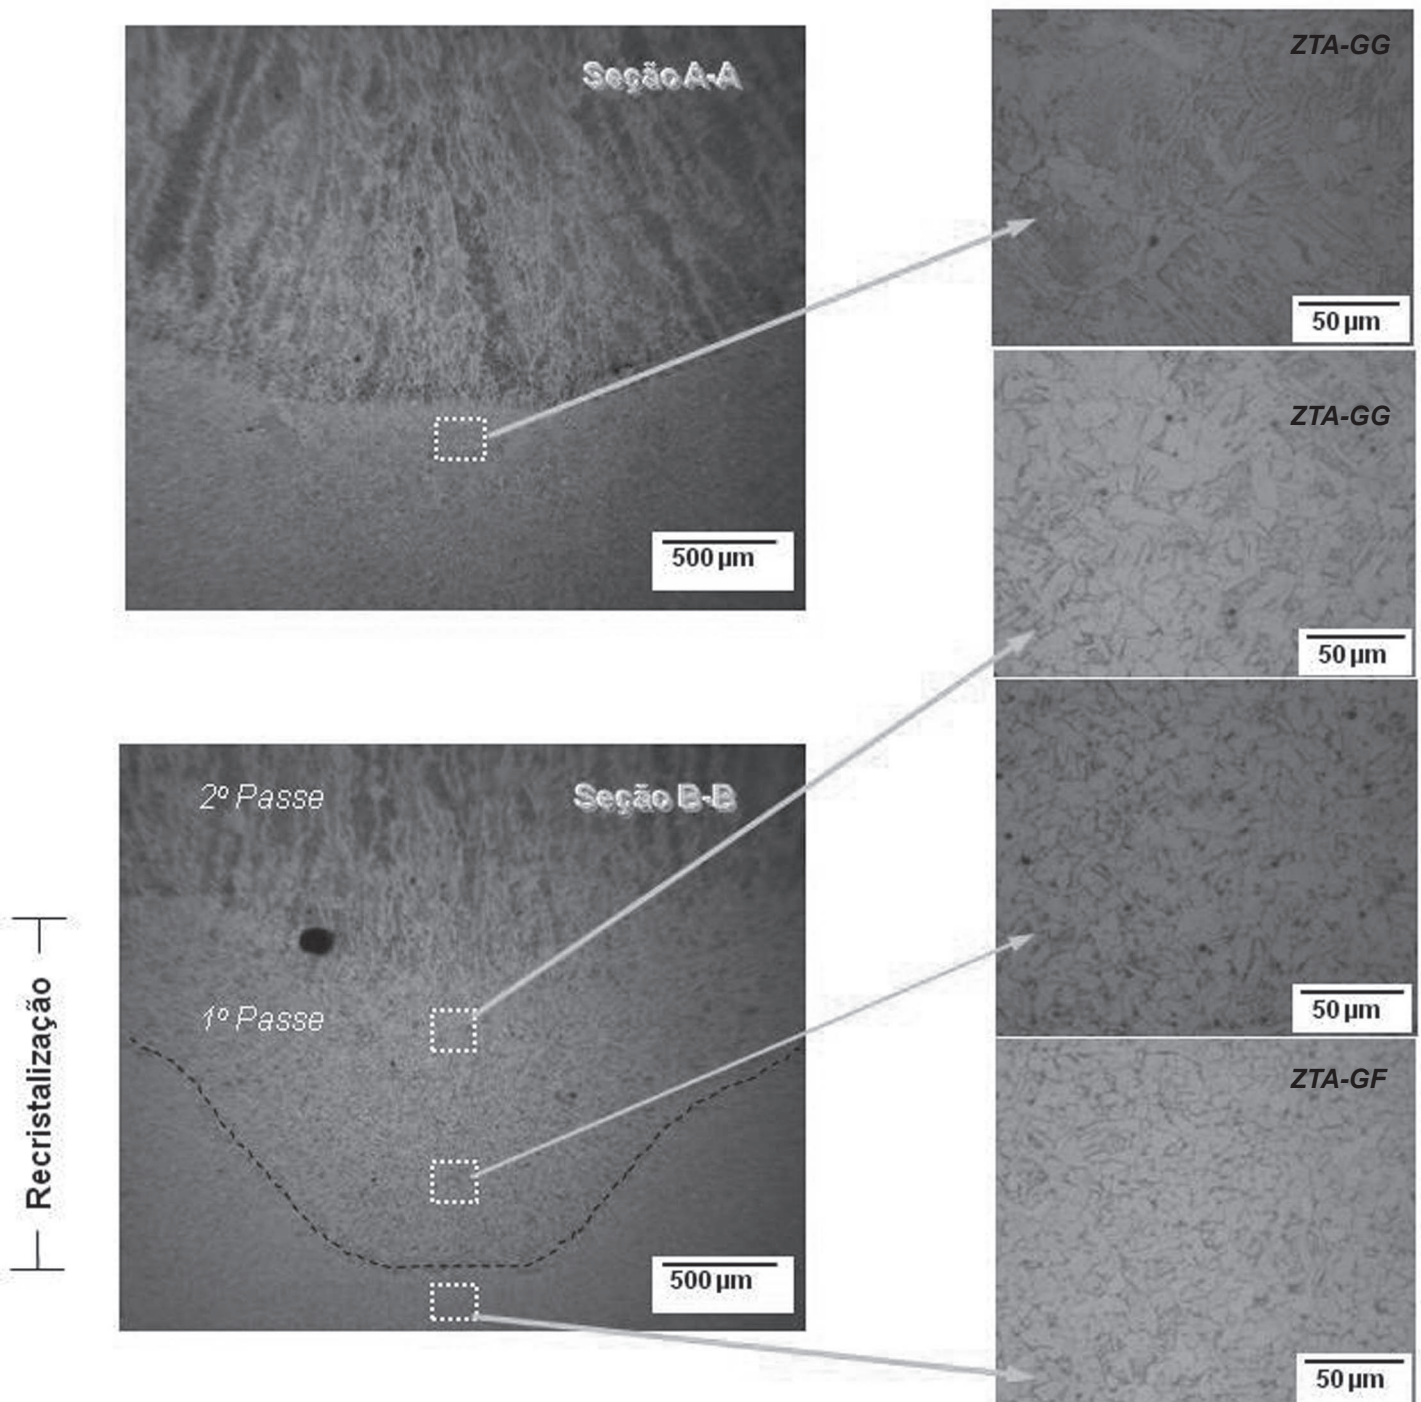 Seção A-A
500 µm
ZTA-GG
50 µm
ZTA-GG
50 µm
2º Passe
Seção B-B
1º Passe
Recristalização
500 µm
50 µm
ZTA-GF
50 µm